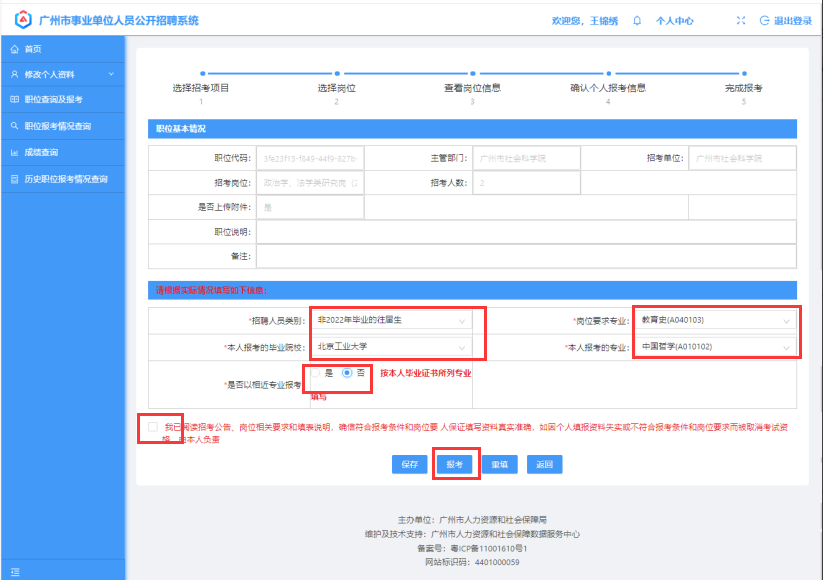 广州市事业单位人员公开招聘系统
欢迎您，王锦绣 个人中心 退出登录
首页
修改个人资料
职位查询及报考
职位报考情况查询
成绩查询
历史职位报考情况查询
选择招考项目 选择岗位 查看岗位信息 确认个人报考信息 完成报考
1 2 3 4 5
职位基本情况
职位代码： 主管部门： 广州市社会科学院 招考单位： 广州市社会科学院
招考岗位： 政治学、法学类研究岗（2 招考人数： 2
是否上传附件： 是
职位说明：
备注：
请根据实际情况填写如下信息：
*招聘人员类别： 非2022年毕业的往届生 *岗位要求专业： 教育史(A040103)
*本人报考的毕业院校： 北京工业大学 *本人报考的专业： 中国哲学(A010102)
*是否以相近专业报考 是 否 按本人毕业证书所列专业
填写
我已阅读招考公告、岗位相关要求和填表说明，确信符合报考条件和岗位要 人保证填写资料真实准确，如因个人填报资料失实或不符合报考条件和岗位要求而被取消考试资
格，由本人负责
保存 报考 重填 返回
主办单位：广州市人力资源和社会保障局
维护及技术支持：广州市人力资源和社会保障数据服务中心
备案号：粤ICP备11001610号1
网站标识码：4401000059